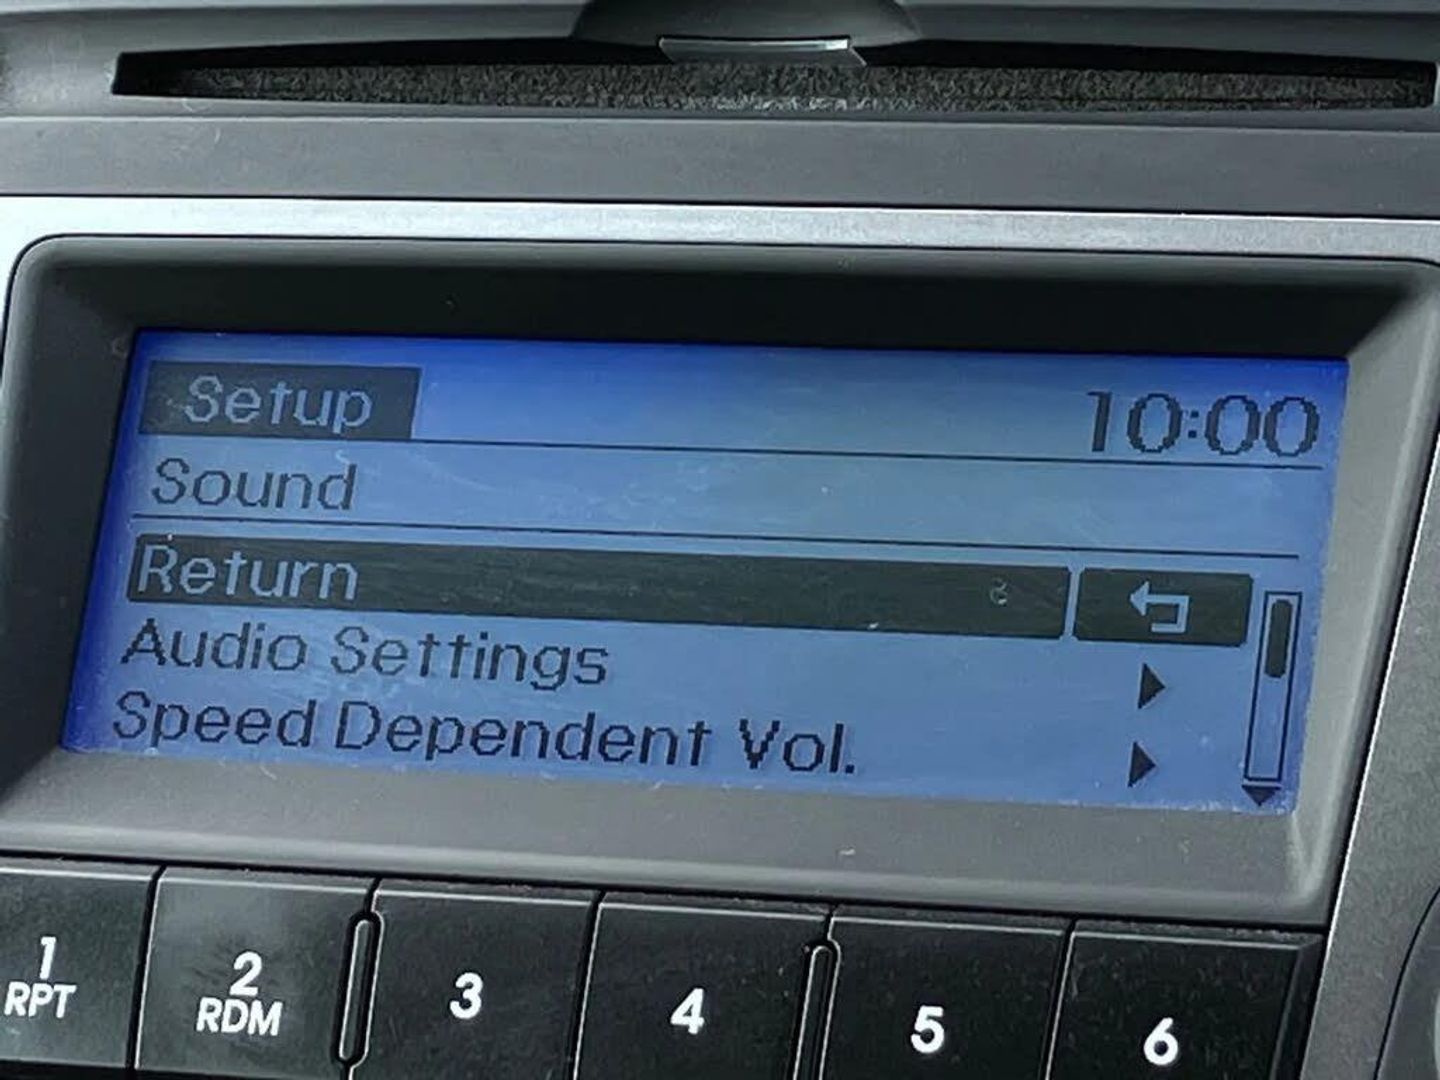 Setup 10:00
Sound
Return
Audio Settings
Speed Dependent Vol.
1 2 3 4 5 6
RPT RDM